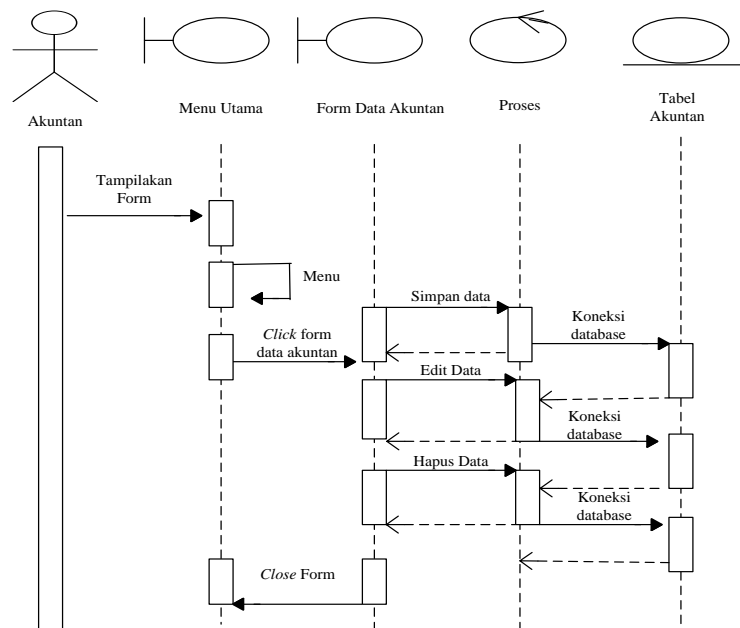 Akuntan
Menu Utama
Form Data Akuntan
Proses
Tabel
Akuntan
Tampilakan
Form
Menu
Simpan data
Koneksi
database
Click form
data akuntan
Edit Data
Koneksi
database
Hapus Data
Koneksi
database
Close Form